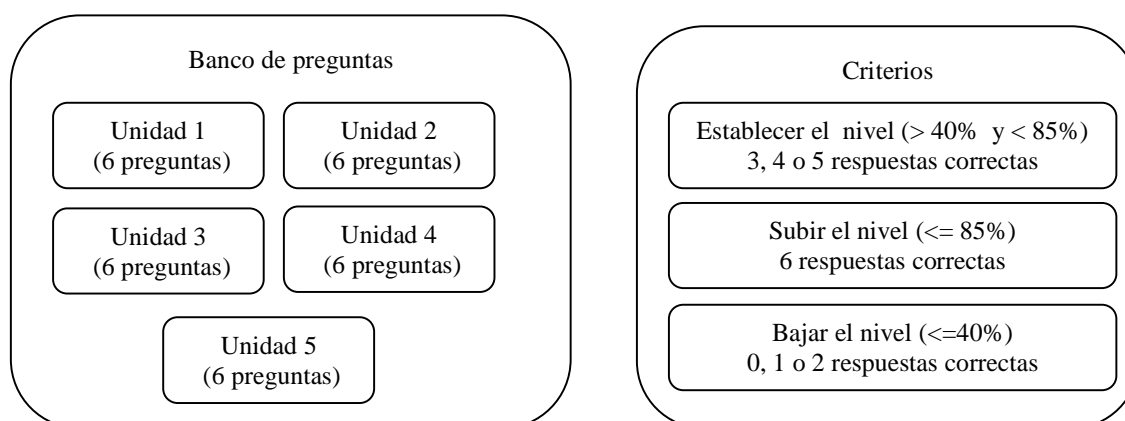 Banco de preguntas
Unidad 1
(6 preguntas)
Unidad 2
(6 preguntas)
Unidad 3
(6 preguntas)
Unidad 4
(6 preguntas)
Unidad 5
(6 preguntas)
Criterios
Establecer el nivel (> 40% y < 85%)
3, 4 o 5 respuestas correctas
Subir el nivel (<= 85%)
6 respuestas correctas
Bajar el nivel (<=40%)
0, 1 o 2 respuestas correctas